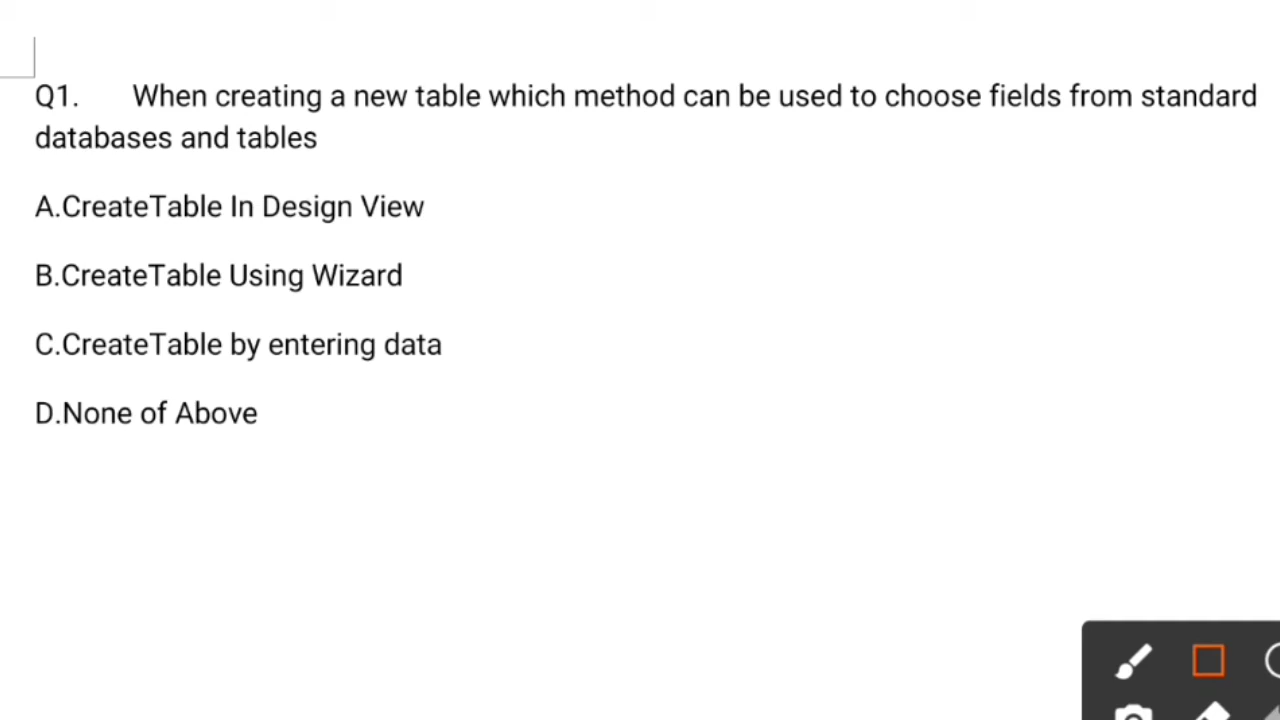 Q1. When creating a new table which method can be used to choose fields from standard
databases and tables
A.CreateTable In Design View
B.CreateTable Using Wizard
C.CreateTable by entering data
D.None of Above